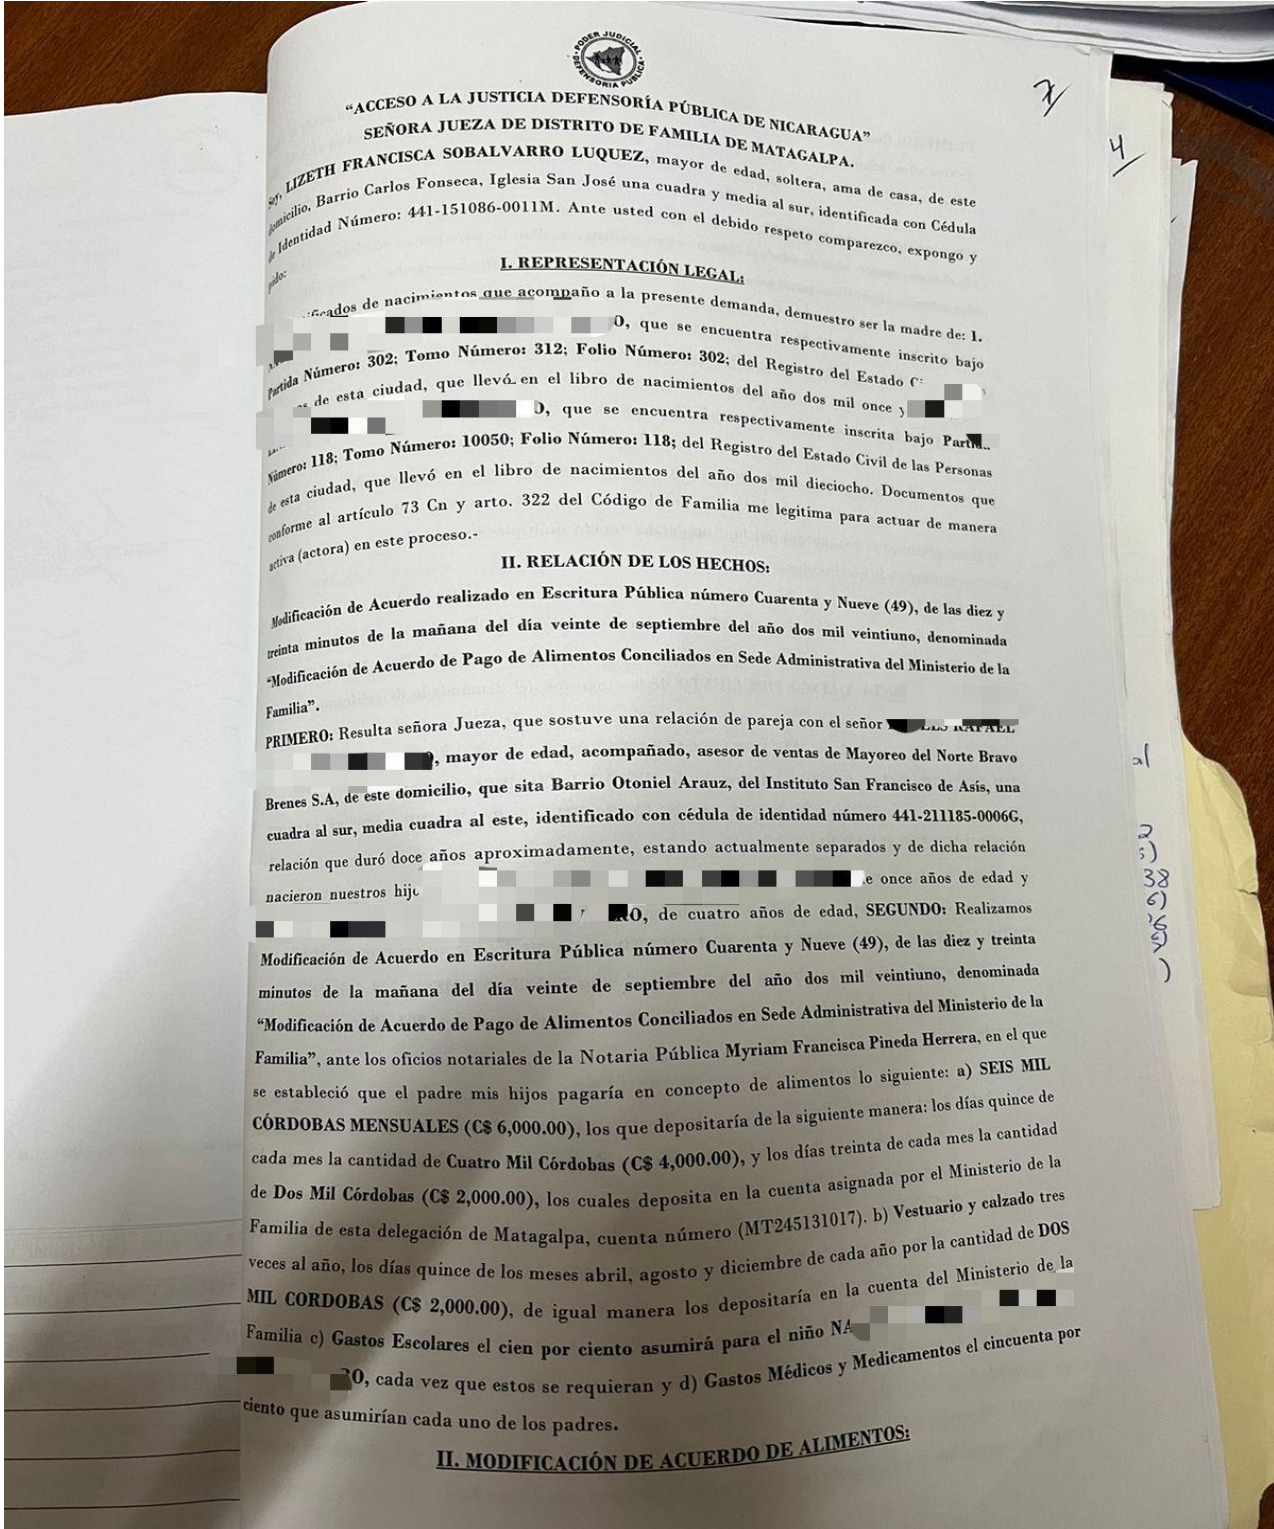 PODER JUDICIAL
DEFENSORIA PUBLICA
7
4
“ACCESO A LA JUSTICIA DEFENSORÍA PÚBLICA DE NICARAGUA”
SEÑORA JUEZA DE DISTRITO DE FAMILIA DE MATAGALPA.
Soy, LIZETH FRANCISCA SOBALVARRO LUQUEZ, mayor de edad, soltera, ama de casa, de este
domicilio, Barrio Carlos Fonseca, Iglesia San José una cuadra y media al sur, identificada con Cédula
de Identidad Número: 441-151086-0011M. Ante usted con el debido respeto comparezco, expongo y
pido:
I. REPRESENTACIÓN LEGAL:
de nacimientos que acompaño a la presente demanda, demuestro ser la madre de: 1.
O, que se encuentra respectivamente inscrito bajo
Partida Número: 302; Tomo Número: 312; Folio Número: 302; del Registro del Estado
de esta ciudad, que llevó en el libro de nacimientos del año dos mil once y
O, que se encuentra respectivamente inscrita bajo
Número: 118; Tomo Número: 10050; Folio Número: 118; del Registro del Estado Civil de las Personas
de esta ciudad, que llevó en el libro de nacimientos del año dos mil dieciocho. Documentos que
conforme al artículo 73 Cn y arto. 322 del Código de Familia me legitima para actuar de manera
activa (actora) en este proceso.-
II. RELACIÓN DE LOS HECHOS:
Modificación de Acuerdo realizado en Escritura Pública número Cuarenta y Nueve (49), de las diez y
treinta minutos de la mañana del día veinte de septiembre del año dos mil veintiuno, denominada
“Modificación de Acuerdo de Pago de Alimentos Conciliados en Sede Administrativa del Ministerio de la
Familia”.
PRIMERO: Resulta señora Jueza, que sostuve una relación de pareja con el señor RAFAEL
, mayor de edad, acompañado, asesor de ventas de Mayoreo del Norte Bravo
Brenes S.A, de este domicilio, que sita Barrio Otoniel Arauz, del Instituto San Francisco de Asís, una
cuadra al sur, media cuadra al este, identificado con cédula de identidad número 441-211185-0006G,
relación que duró doce años aproximadamente, estando actualmente separados y de dicha relación
nacieron nuestros once años de edad y
RO, de cuatro años de edad, SEGUNDO: Realizamos
Modificación de Acuerdo en Escritura Pública número Cuarenta y Nueve (49), de las diez y treinta
minutos de la mañana del día veinte de septiembre del año dos mil veintiuno, denominada
“Modificación de Acuerdo de Pago de Alimentos Conciliados en Sede Administrativa del Ministerio de la
Familia”, ante los oficios notariales de la Notaria Pública Myriam Francisca Pineda Herrera, en el que
se estableció que el padre mis hijos pagaría en concepto de alimentos lo siguiente: a) SEIS MIL
CÓRDOBAS MENSUALES (C$ 6,000.00), los que depositaría de la siguiente manera: los días quince de
cada mes la cantidad de Cuatro Mil Córdobas (C$ 4,000.00), y los días treinta de cada mes la cantidad
de Dos Mil Córdobas (C$ 2,000.00), los cuales deposita en la cuenta asignada por el Ministerio de la
Familia de esta delegación de Matagalpa, cuenta número (MT245131017). b) Vestuario y calzado tres
veces al año, los días quince de los meses abril, agosto y diciembre de cada año por la cantidad de DOS
MIL CORDOBAS (C$ 2,000.00), de igual manera los depositaría en la cuenta del Ministerio de la
Familia c) Gastos Escolares el cien por ciento asumirá para el niño NA
RO, cada vez que estos se requieran y d) Gastos Médicos y Medicamentos el cincuenta por
ciento que asumirían cada uno de los padres.
II. MODIFICACIÓN DE ACUERDO DE ALIMENTOS:
al
38